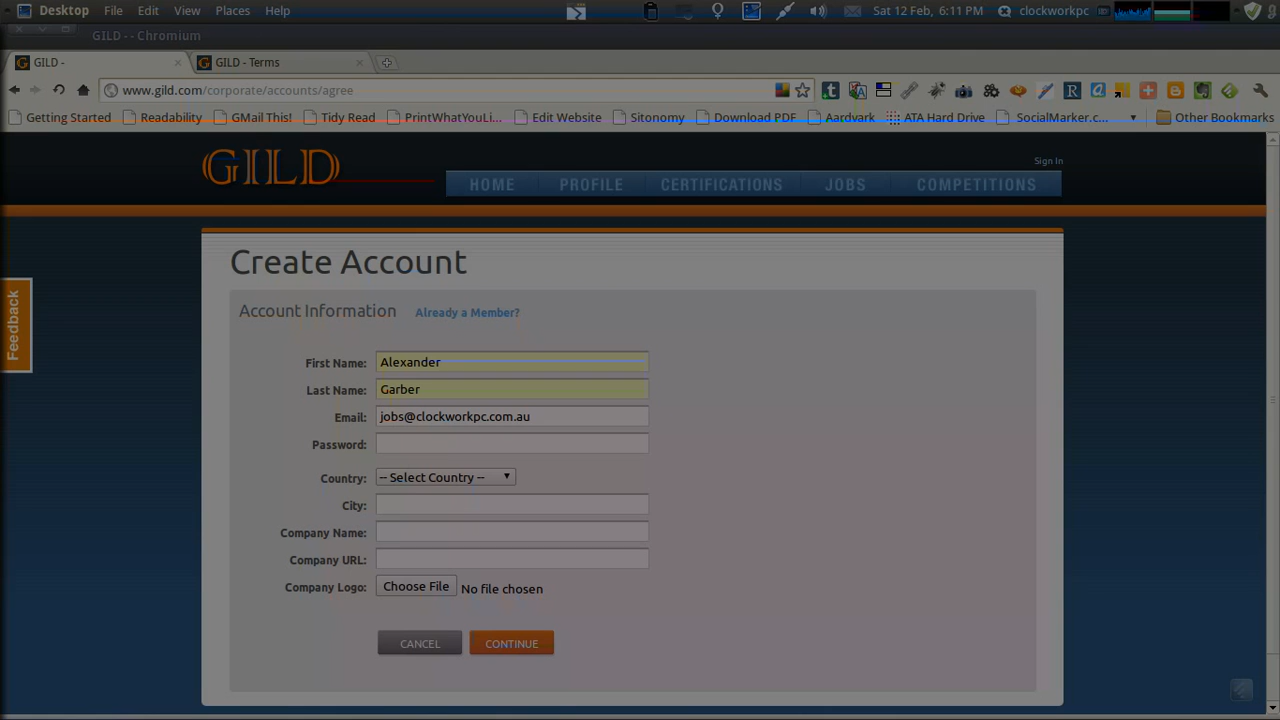 Desktop File Edit View Places Help Sat 12 Feb, 6:11 PM clockworkpc
GILD - Chromium
GILD - GILD - Terms
www.gild.com/corporate/accounts/agree
Getting Started Readability GMail This! Tidy Read PrintWhatYouLi... Edit Website Sitonomy Download PDF Aardvark ATA Hard Drive SocialMarker.c... Other Bookmarks
GILD
Sign In
HOME PROFILE CERTIFICATIONS JOBS COMPETITIONS
Create Account
Feedback
Account Information Already a Member?
First Name: Alexander
Last Name: Garber
Email: jobs@clockworkpc.com.au
Password:
Country: -- Select Country --
City:
Company Name:
Company URL:
Company Logo: Choose File No file chosen
CANCEL CONTINUE